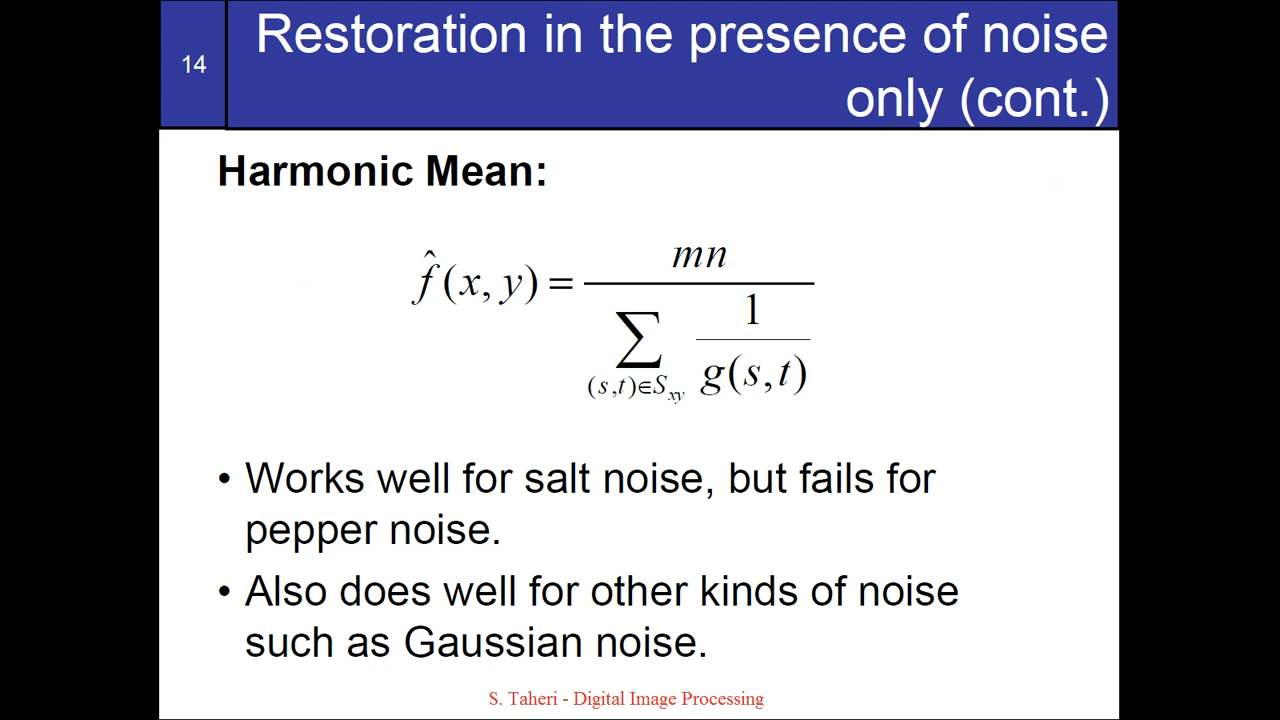 14
Restoration in the presence of noise
only (cont.)
Harmonic Mean:
f̂(x, y) = mn / ∑_{(s,t)∈S_{xy}} 1/g(s,t)
• Works well for salt noise, but fails for
pepper noise.
• Also does well for other kinds of noise
such as Gaussian noise.
S. Taheri - Digital Image Processing